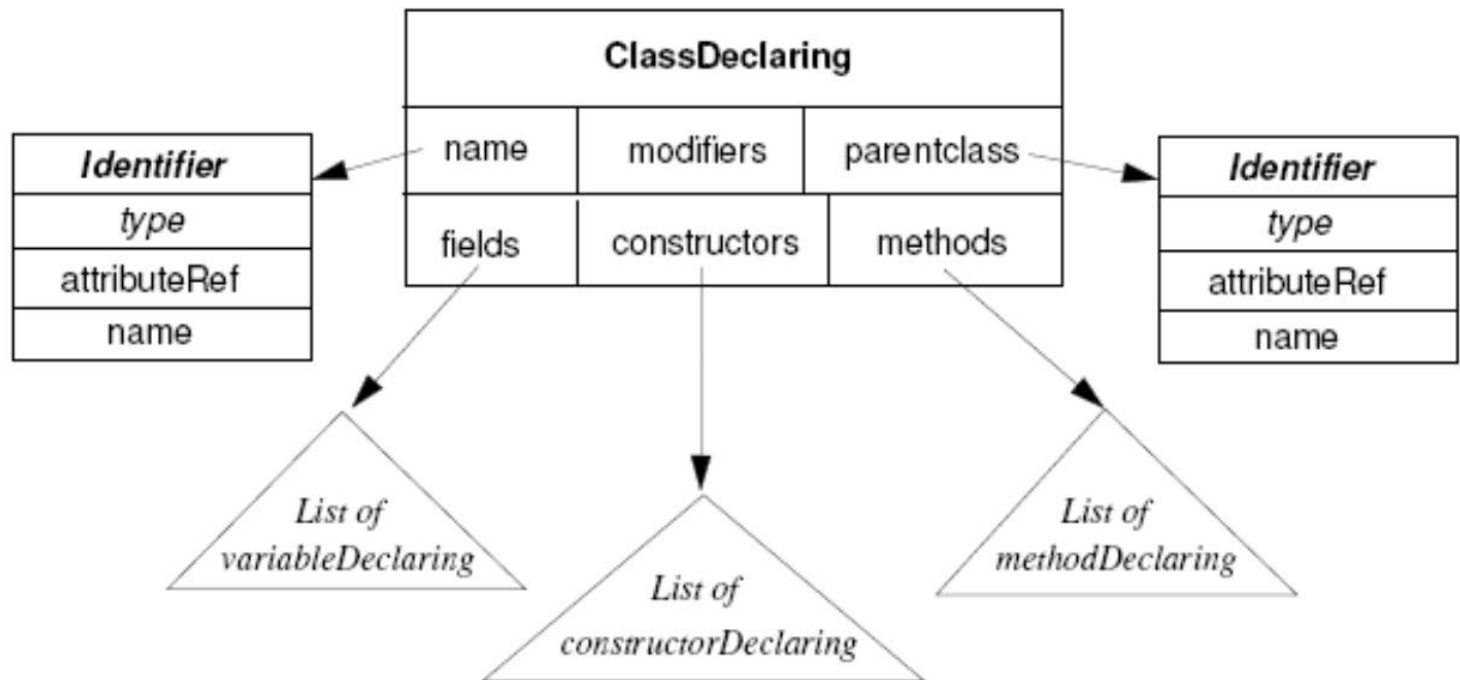 ClassDeclaring
name modifiers parentclass
fields constructors methods
Identifier
type
attributeRef
name
Identifier
type
attributeRef
name
List of
variableDeclaring
List of
constructorDeclaring
List of
methodDeclaring